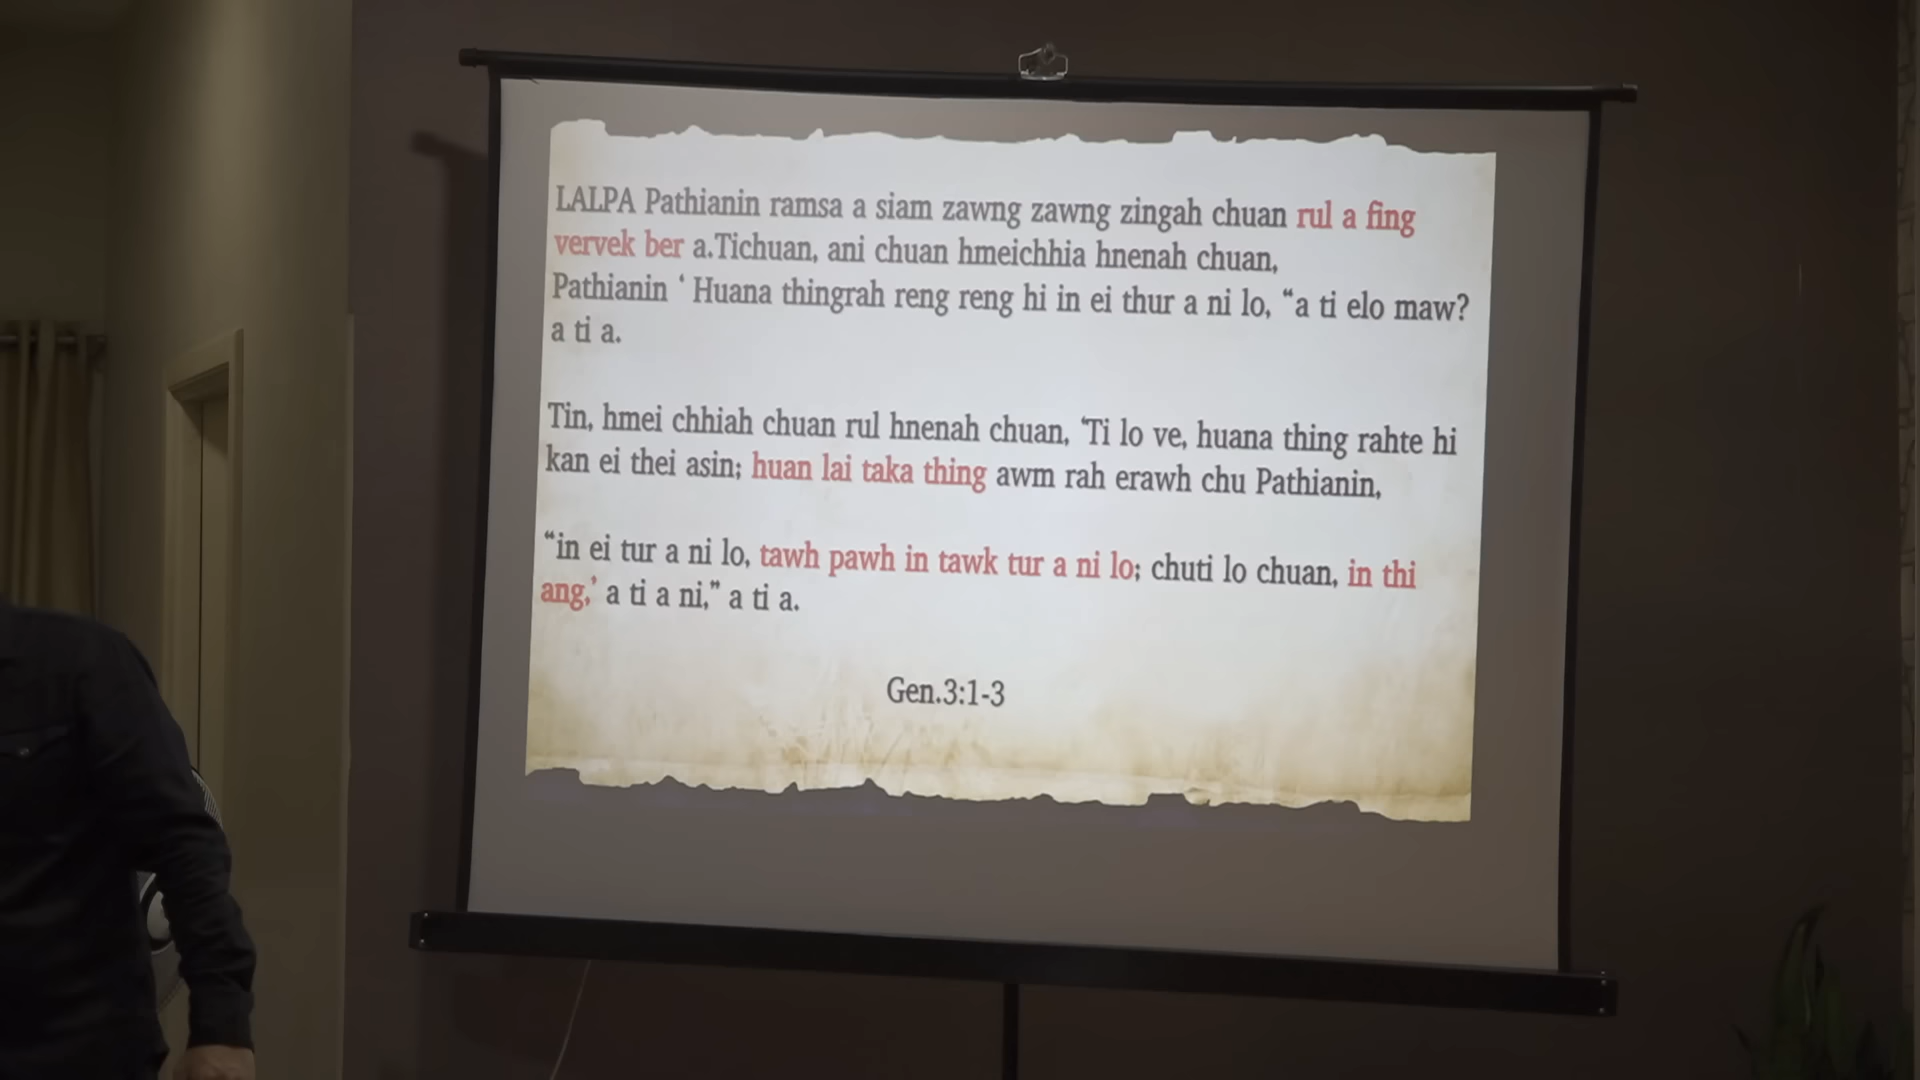 LALPA Pathianin ramsa a siam zawng zawng zingah chuan rul a fing
vervek ber a.Tichuan, ani chuan hmeichhia hnenah chuan,
Pathianin ‘ Huana thingrah reng reng hi in ei thur a ni lo, “a ti elo maw?
a ti a.
Tin, hmei chhiah chuan rul hnenah chuan, ‘Ti lo ve, huana thing rahte hi
kan ei thei asin; huan lai taka thing awm rah erawh chu Pathianin,
“in ei tur a ni lo, tawh pawh in tawk tur a ni lo; chuti lo chuan, in thi
ang,’ a ti a ni,” a ti a.
Gen.3:1-3